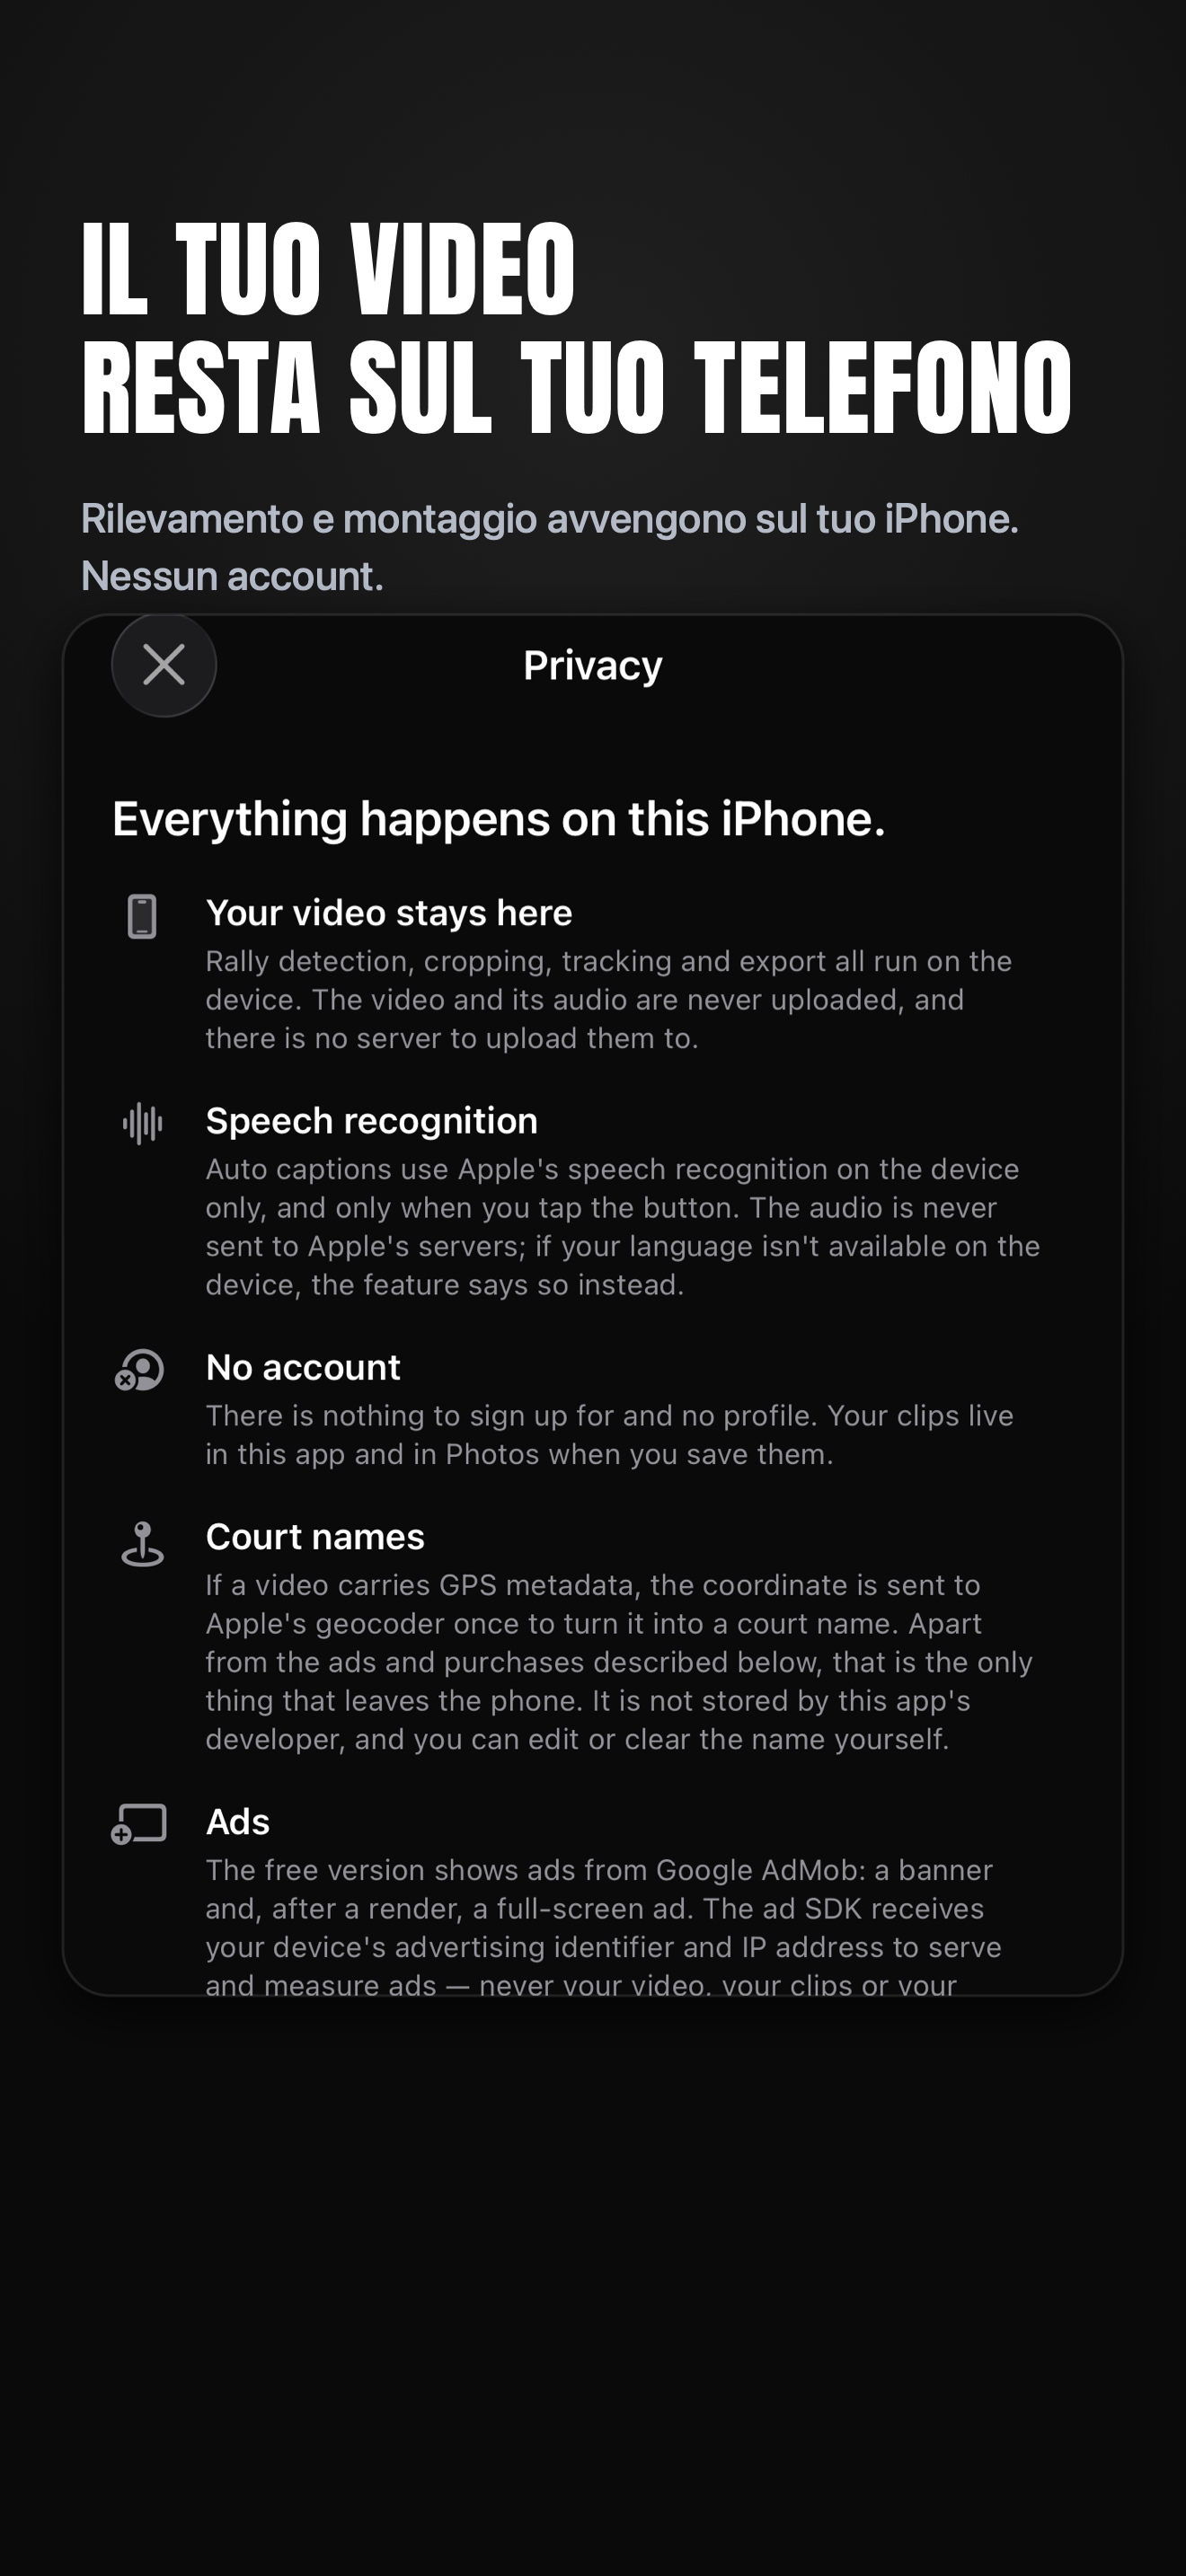 IL TUO VIDEO
RESTA SUL TUO TELEFONO
Rilevamento e montaggio avvengono sul tuo iPhone.
Nessun account.
Privacy
Everything happens on this iPhone.
Your video stays here
Rally detection, cropping, tracking and export all run on the
device. The video and its audio are never uploaded, and
there is no server to upload them to.
Speech recognition
Auto captions use Apple's speech recognition on the device
only, and only when you tap the button. The audio is never
sent to Apple's servers; if your language isn't available on the
device, the feature says so instead.
No account
There is nothing to sign up for and no profile. Your clips live
in this app and in Photos when you save them.
Court names
If a video carries GPS metadata, the coordinate is sent to
Apple's geocoder once to turn it into a court name. Apart
from the ads and purchases described below, that is the only
thing that leaves the phone. It is not stored by this app's
developer, and you can edit or clear the name yourself.
Ads
The free version shows ads from Google AdMob: a banner
and, after a render, a full-screen ad. The ad SDK receives
your device's advertising identifier and IP address to serve
and measure ads — never your video, your clips or your